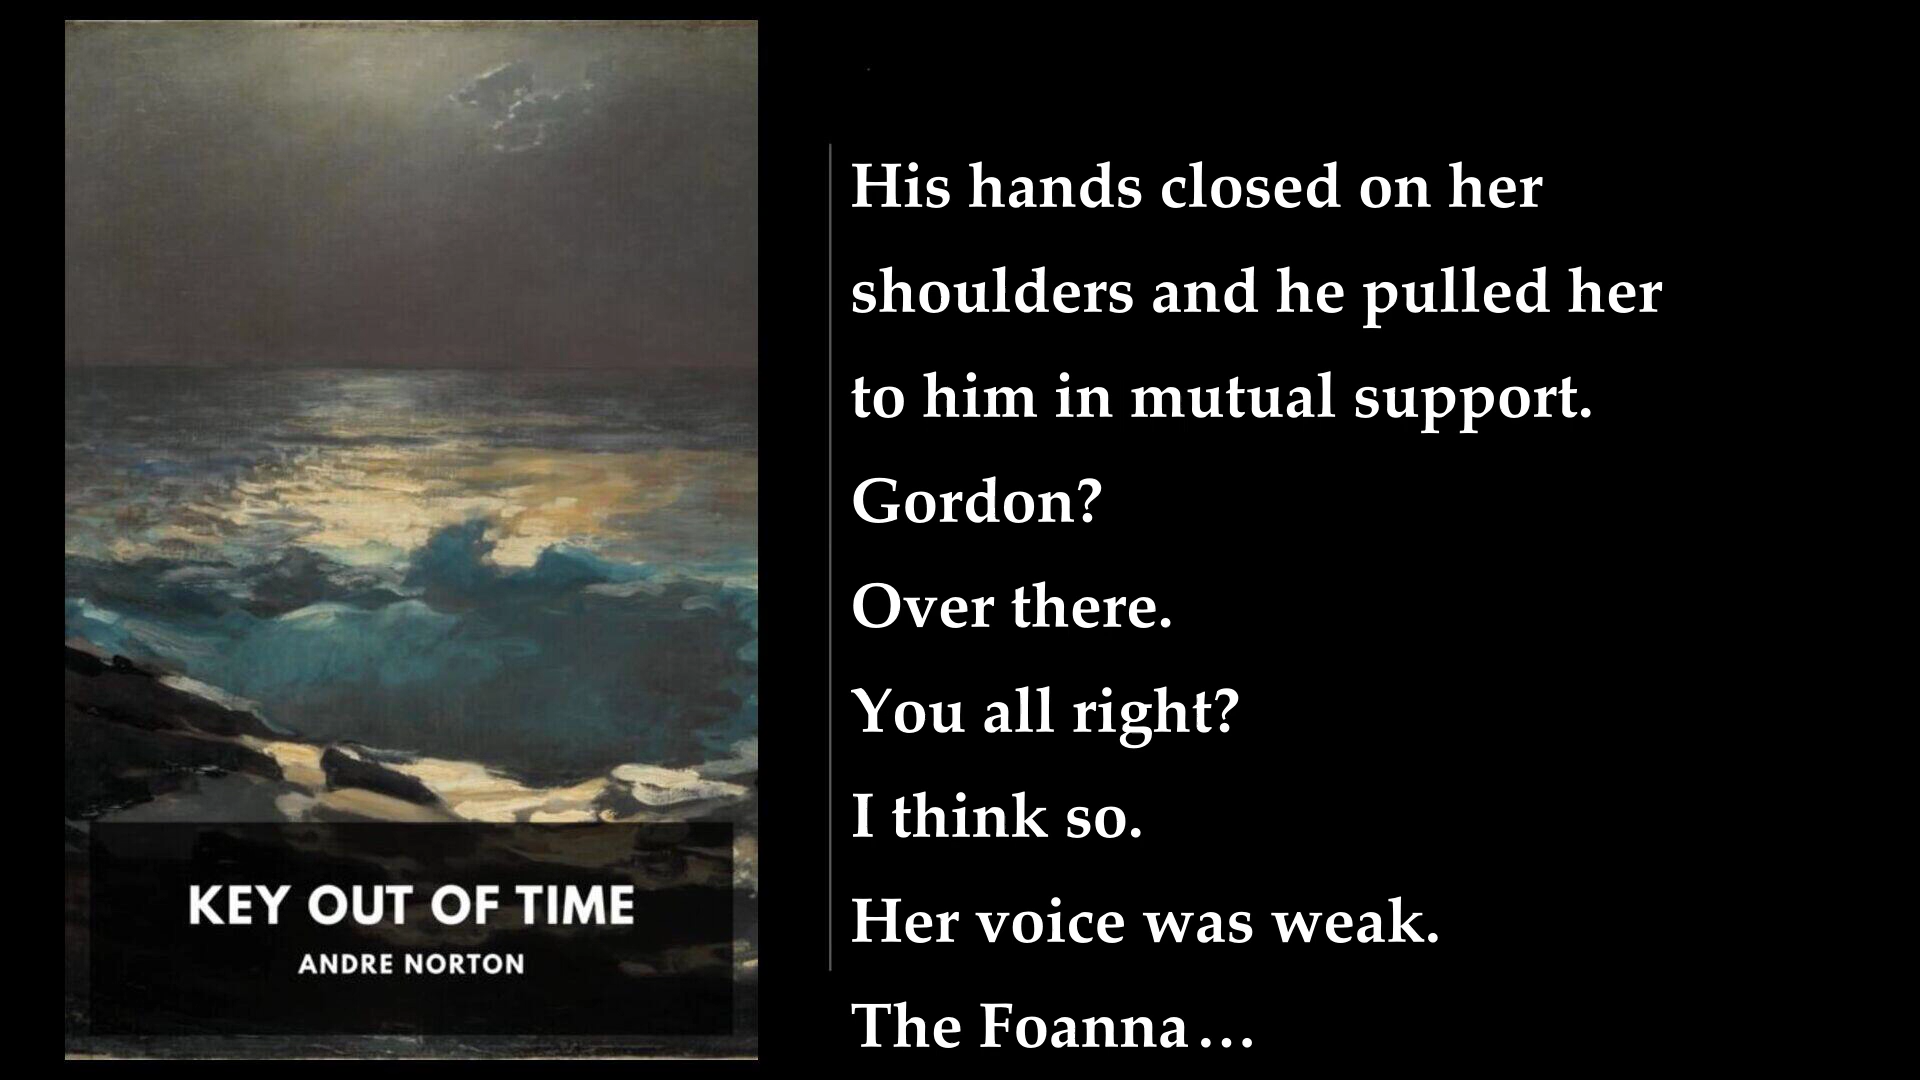 KEY OUT OF TIME
ANDRE NORTON
His hands closed on her
shoulders and he pulled her
to him in mutual support.
Gordon?
Over there.
You all right?
I think so.
Her voice was weak.
The Foanna…